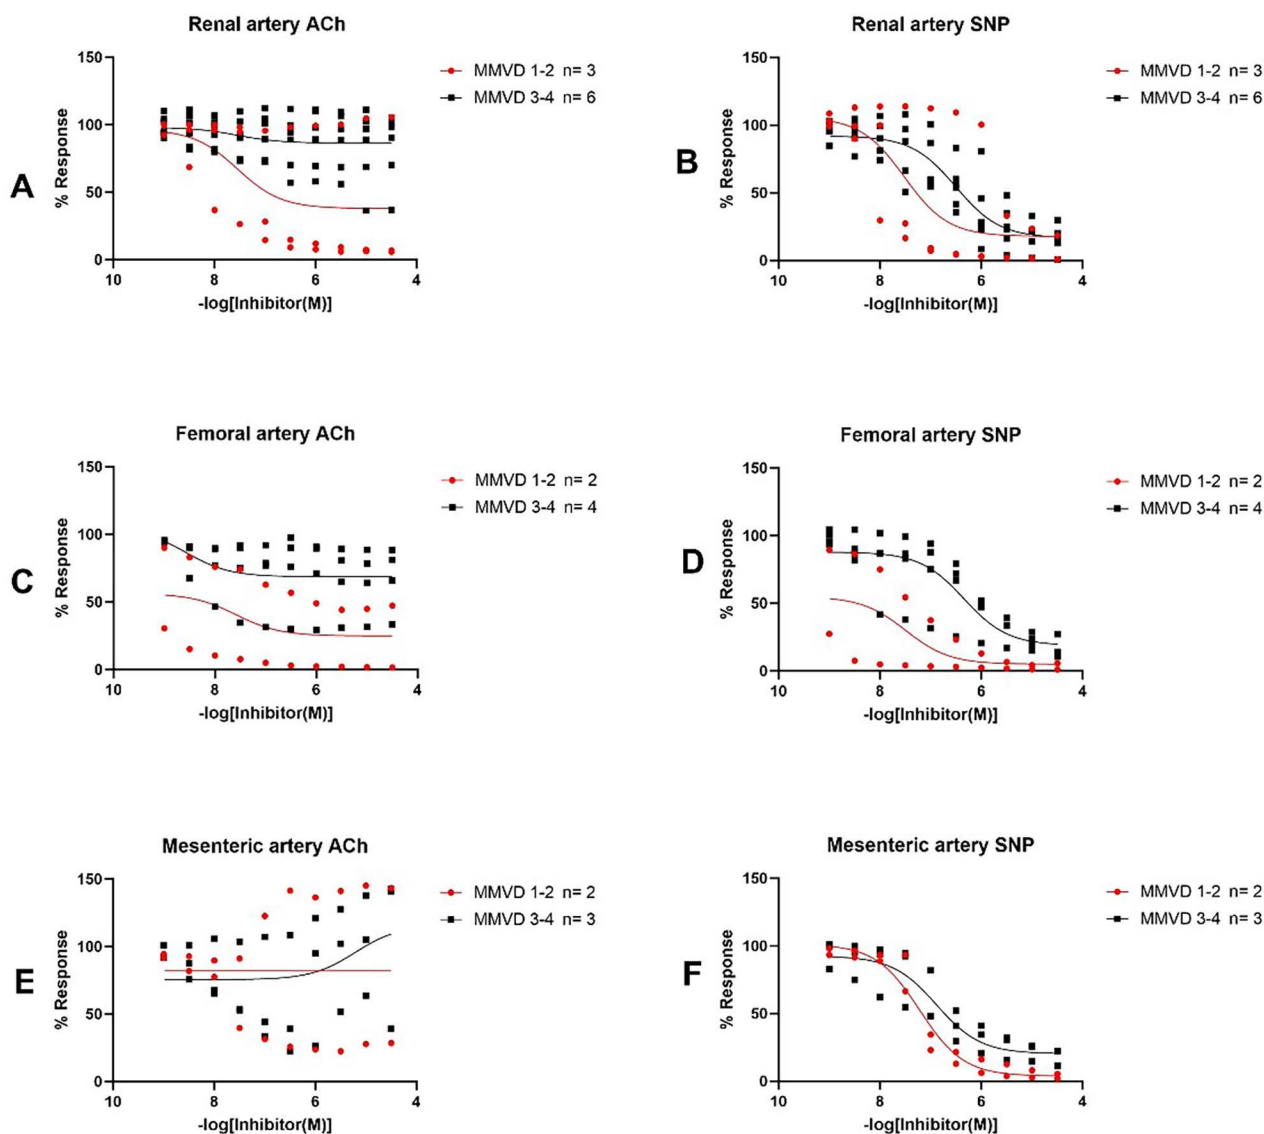 Renal artery ACh
150
100
50
0
% Response
10 8 6 4
-log[Inhibitor(M)]
MMVD 1-2 n= 3
MMVD 3-4 n= 6
A
Renal artery SNP
150
100
50
0
% Response
10 8 6 4
-log[Inhibitor(M)]
MMVD 1-2 n= 3
MMVD 3-4 n= 6
B
Femoral artery ACh
150
100
50
0
% Response
10 8 6 4
-log[Inhibitor(M)]
MMVD 1-2 n= 2
MMVD 3-4 n= 4
C
Femoral artery SNP
150
100
50
0
% Response
10 8 6 4
-log[Inhibitor(M)]
MMVD 1-2 n= 2
MMVD 3-4 n= 4
D
Mesenteric artery ACh
150
100
50
0
% Response
10 8 6 4
-log[Inhibitor(M)]
MMVD 1-2 n= 2
MMVD 3-4 n= 3
E
Mesenteric artery SNP
150
100
50
0
% Response
10 8 6 4
-log[Inhibitor(M)]
MMVD 1-2 n= 2
MMVD 3-4 n= 3
F